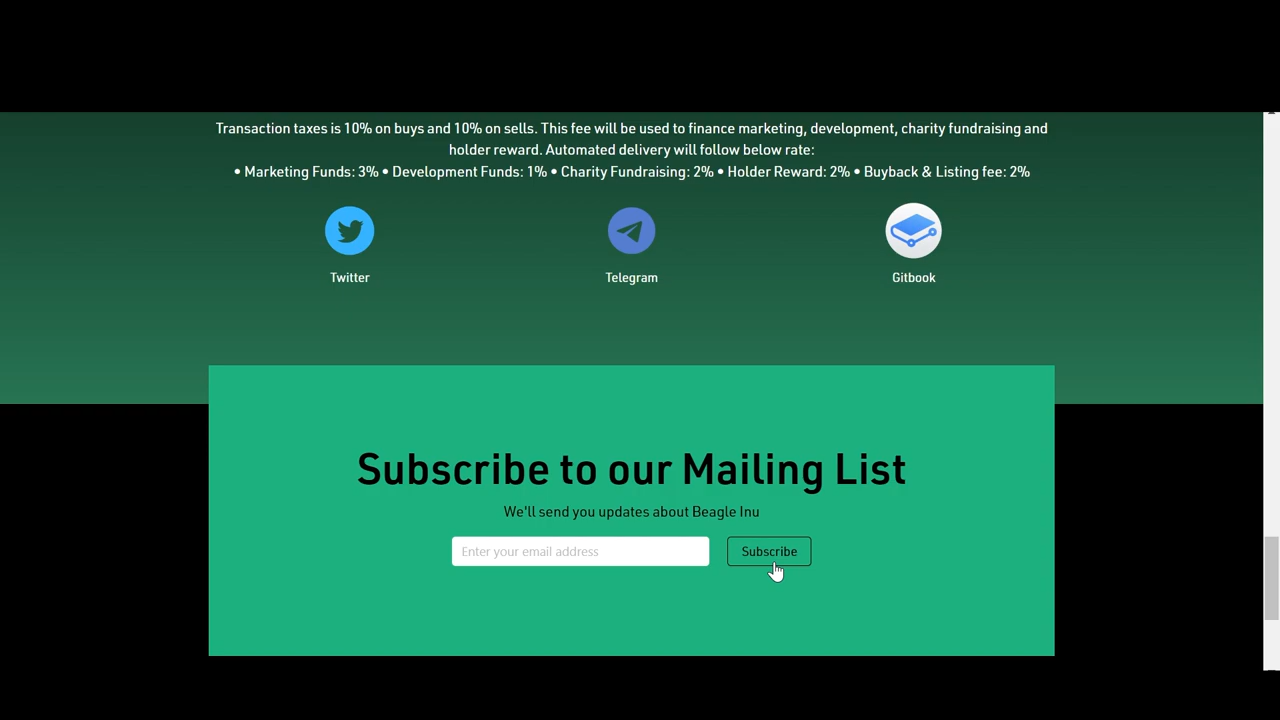 Transaction taxes is 10% on buys and 10% on sells. This fee will be used to finance marketing, development, charity fundraising and
holder reward. Automated delivery will follow below rate:
• Marketing Funds: 3% • Development Funds: 1% • Charity Fundraising: 2% • Holder Reward: 2% • Buyback & Listing fee: 2%
Twitter
Telegram
Gitbook
Subscribe to our Mailing List
We'll send you updates about Beagle Inu
Enter your email address
Subscribe